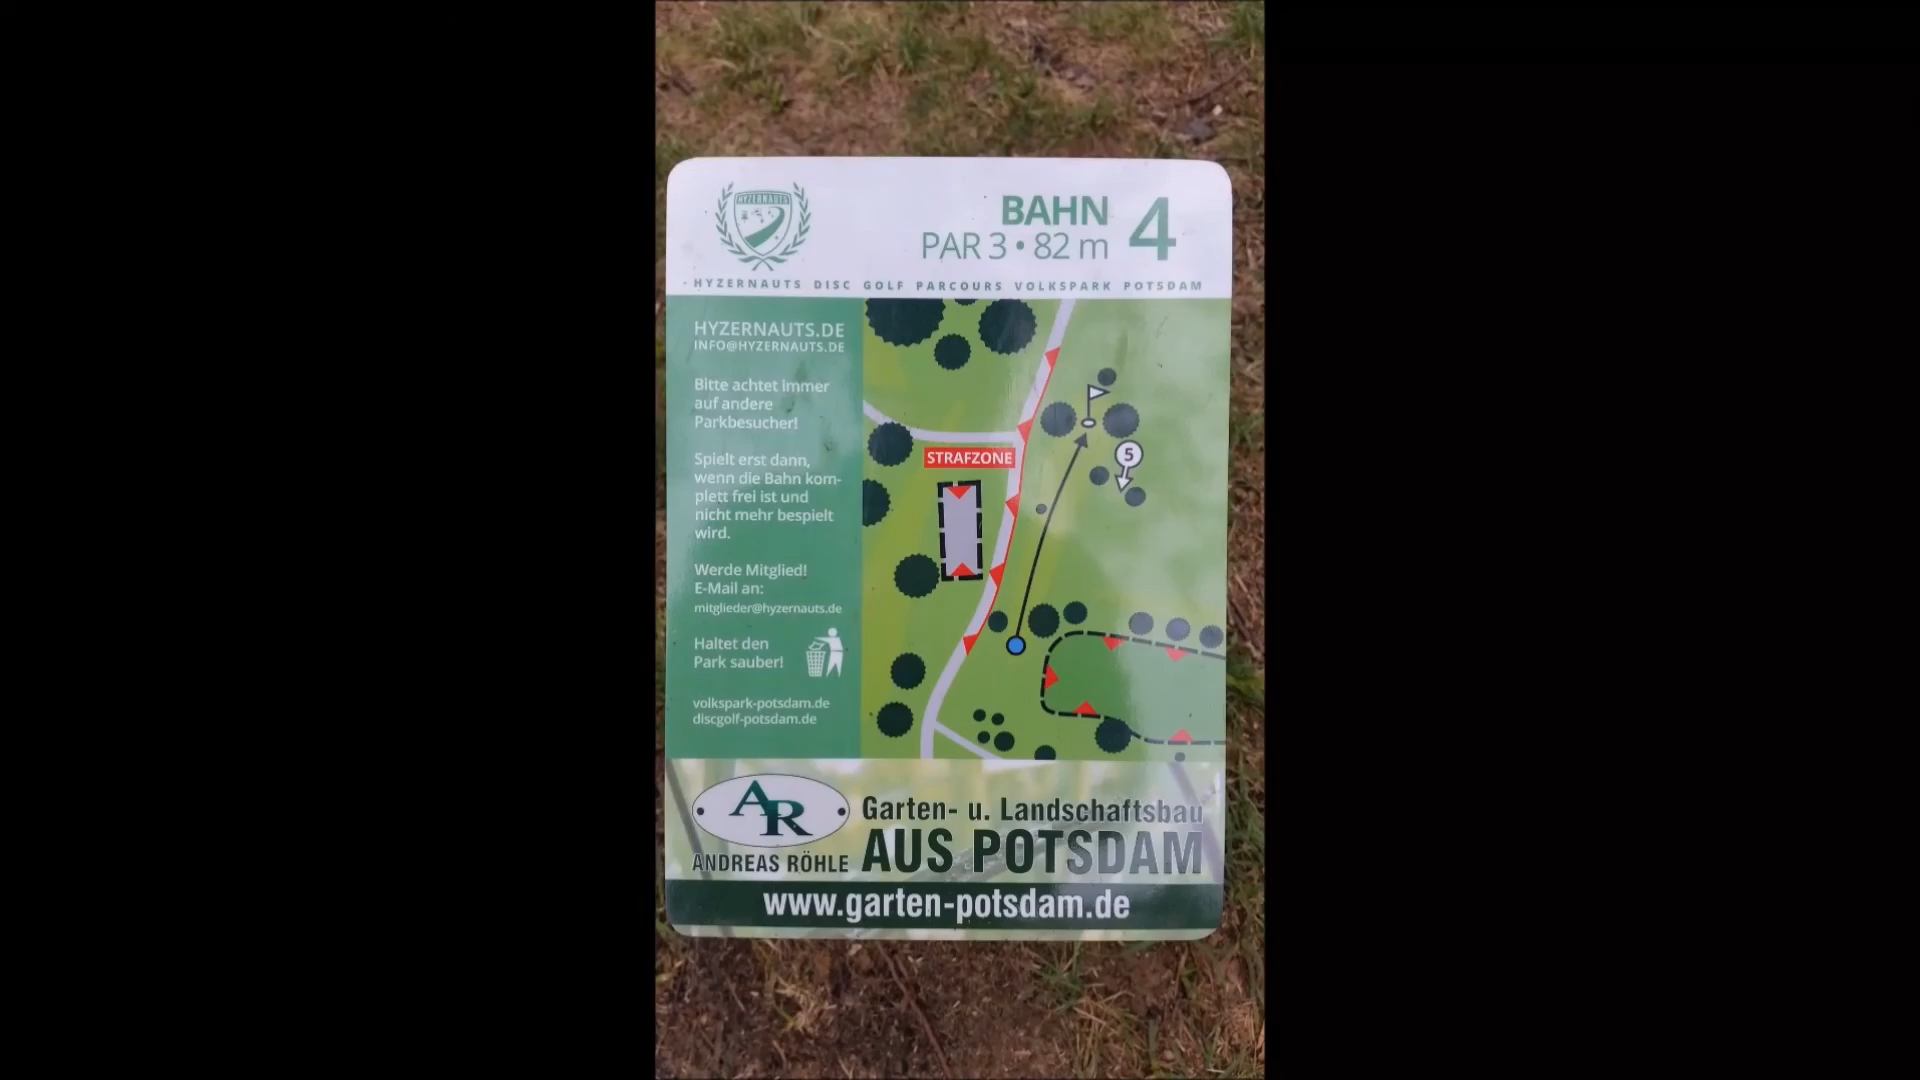 HYZERNAUTS
BAHN 4
PAR 3 • 82 m
HYZERNAUTS DISC GOLF PARCOURS VOLKSPARK POTSDAM
HYZERNAUTS.DE
INFO@HYZERNAUTS.DE
Bitte achtet immer
auf andere
Parkbesucher!
Spielt erst dann,
wenn die Bahn kom-
plett frei ist und
nicht mehr bespielt
wird.
Werde Mitglied!
E-Mail an:
mitglieder@hyzernauts.de
Haltet den
Park sauber!
volkspark-potsdam.de
discgolf-potsdam.de
STRAFZONE
5
AR
ANDREAS RÖHLE
Garten- u. Landschaftsbau
AUS POTSDAM
www.garten-potsdam.de